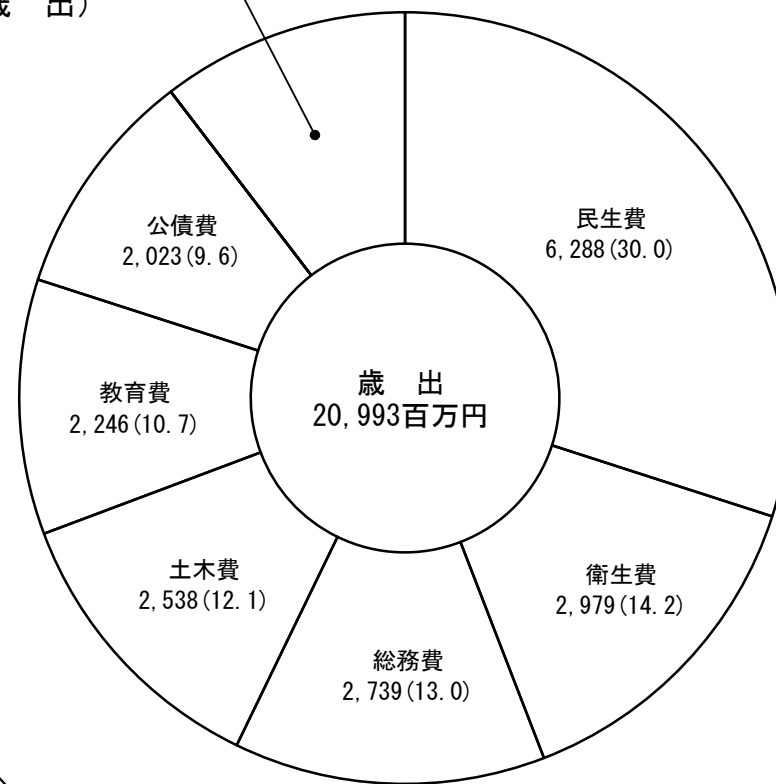 出）
民生費
6,288(30.0)
公債費
2,023(9.6)
歳　出
20,993百万円
教育費
2,246(10.7)
土木費
2,538(12.1)
衛生費
2,979(14.2)
総務費
2,739(13.0)